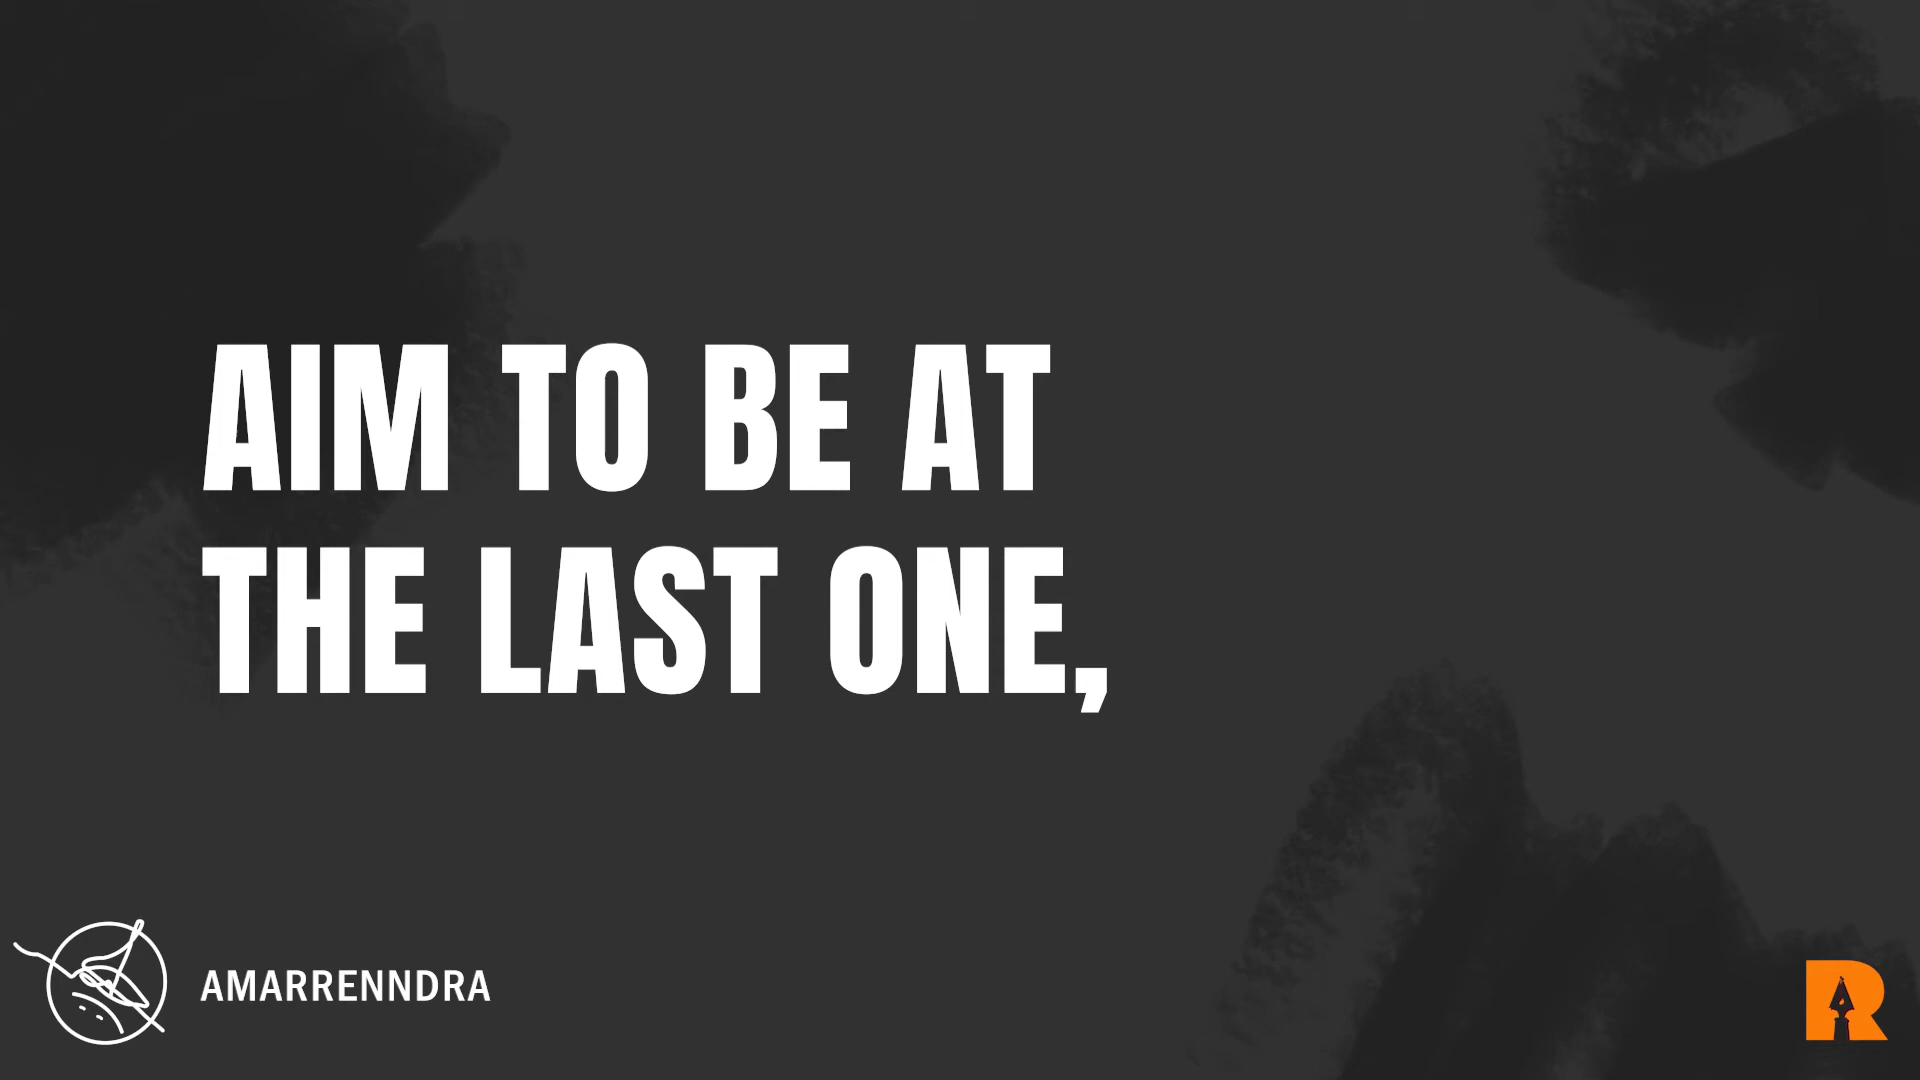 AIM TO BE AT
THE LAST ONE,
AMARRENNDRA
R